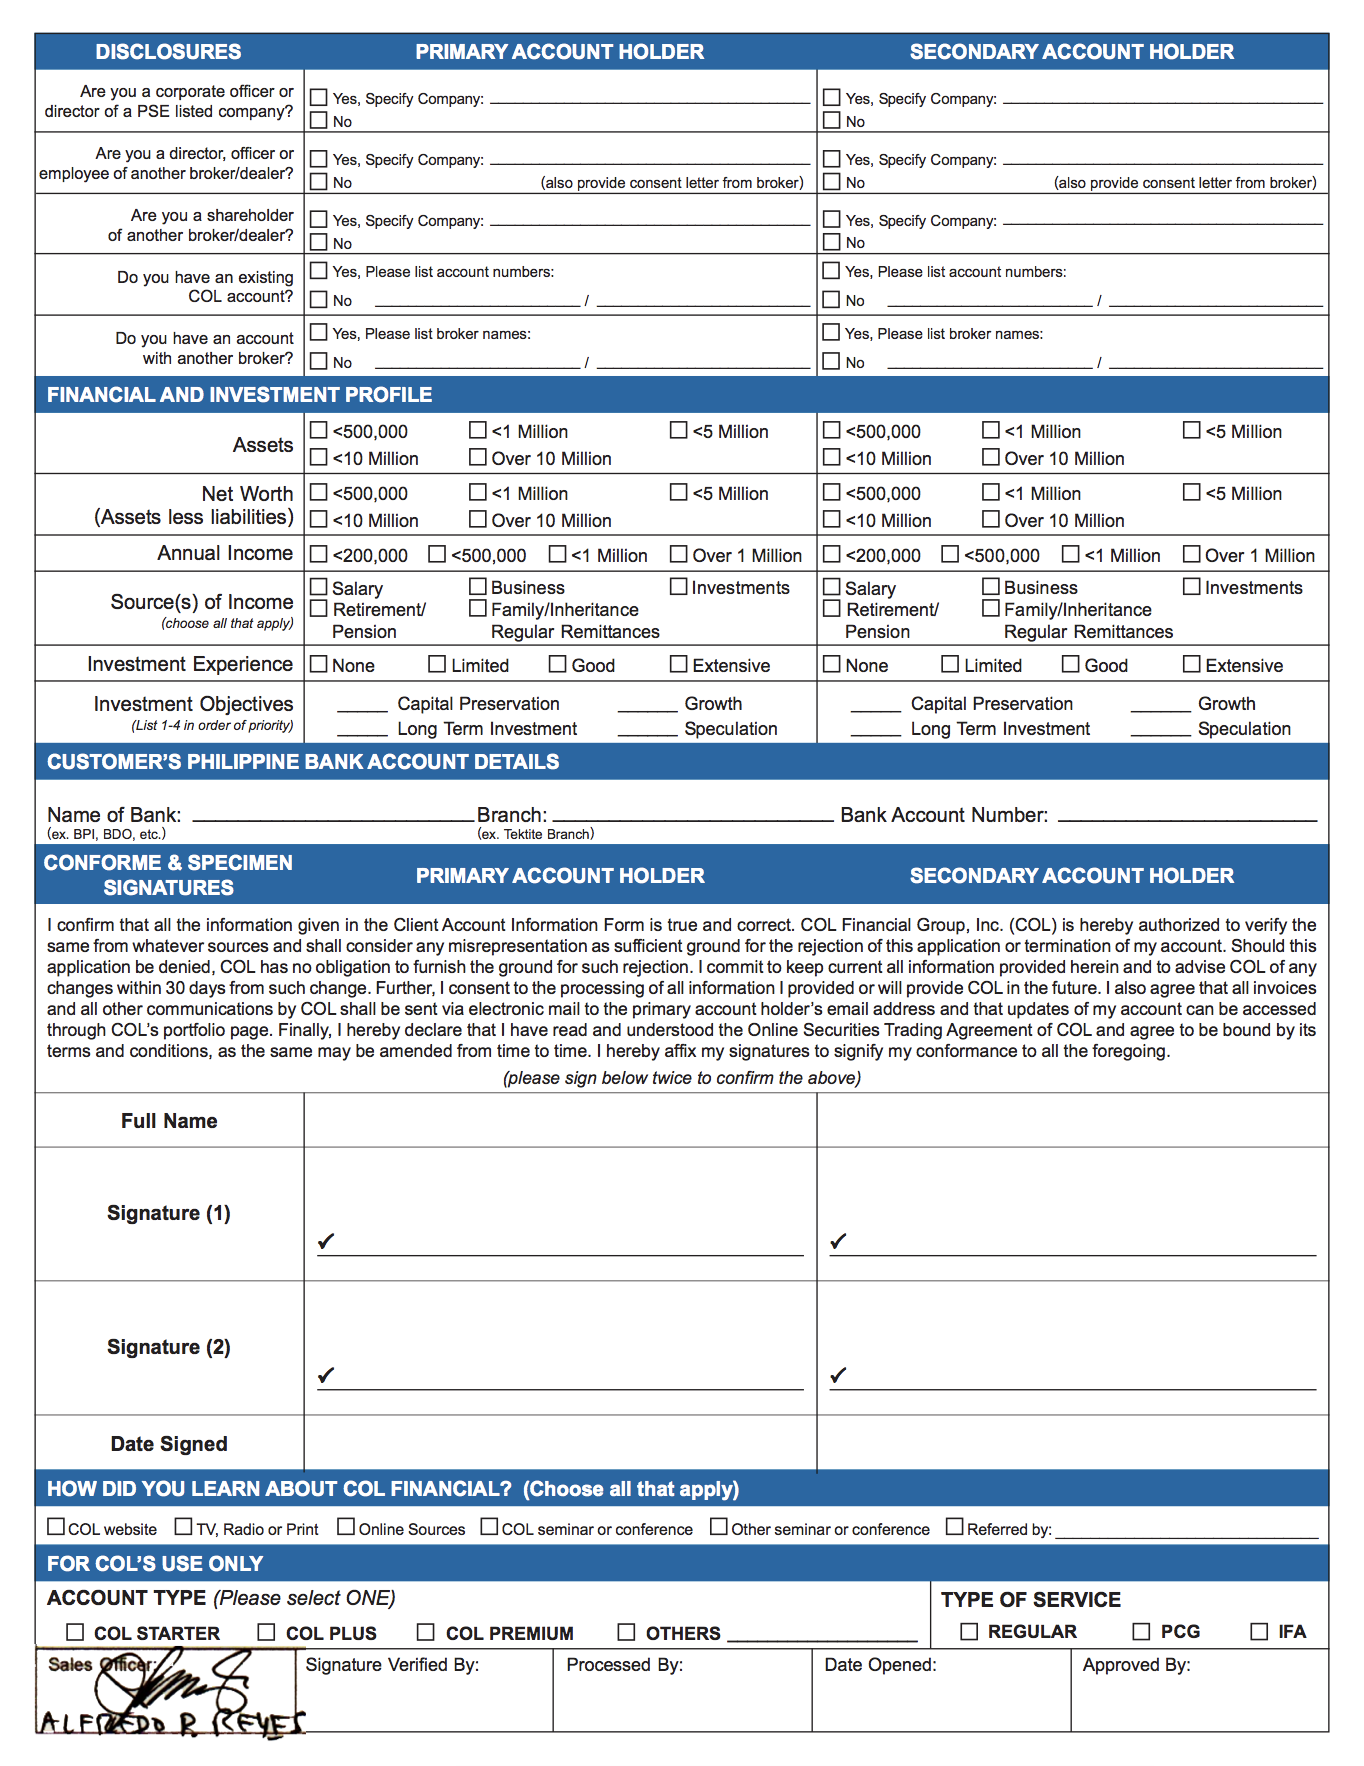 DISCLOSURES PRIMARY ACCOUNT HOLDER SECONDARY ACCOUNT HOLDER
Are you a corporate officer or director of a PSE listed company?
Yes, Specify Company: Yes, Specify Company:
No No
Are you a director, officer or employee of another broker/dealer?
Yes, Specify Company: Yes, Specify Company:
No (also provide consent letter from broker) No (also provide consent letter from broker)
Are you a shareholder of another broker/dealer?
Yes, Specify Company: Yes, Specify Company:
No No
Do you have an existing COL account?
Yes, Please list account numbers: Yes, Please list account numbers:
No / No /
Do you have an account with another broker?
Yes, Please list broker names: Yes, Please list broker names:
No / No /
FINANCIAL AND INVESTMENT PROFILE
Assets
<500,000 <1 Million <5 Million <500,000 <1 Million <5 Million
<10 Million Over 10 Million <10 Million Over 10 Million
Net Worth
(Assets less liabilities)
<500,000 <1 Million <5 Million <500,000 <1 Million <5 Million
<10 Million Over 10 Million <10 Million Over 10 Million
Annual Income <200,000 <500,000 <1 Million Over 1 Million <200,000 <500,000 <1 Million Over 1 Million
Source(s) of Income
(choose all that apply)
Salary Business Investments Salary Business Investments
Retirement/ Family/Inheritance Retirement/ Family/Inheritance
Pension Regular Remittances Pension Regular Remittances
Investment Experience None Limited Good Extensive None Limited Good Extensive
Investment Objectives
(List 1-4 in order of priority)
Capital Preservation Growth Capital Preservation Growth
Long Term Investment Speculation Long Term Investment Speculation
CUSTOMER'S PHILIPPINE BANK ACCOUNT DETAILS
Name of Bank: Branch: Bank Account Number:
(ex. BPI, BDO, etc.) (ex. Tektite Branch)
CONFORME & SPECIMEN SIGNATURES PRIMARY ACCOUNT HOLDER SECONDARY ACCOUNT HOLDER
I confirm that all the information given in the Client Account Information Form is true and correct. COL Financial Group, Inc. (COL) is hereby authorized to verify the
same from whatever sources and shall consider any misrepresentation as sufficient ground for the rejection of this application or termination of my account. Should this
application be denied, COL has no obligation to furnish the ground for such rejection. I commit to keep current all information provided herein and to advise COL of any
changes within 30 days from such change. Further, I consent to the processing of all information I provided or will provide COL in the future. I also agree that all invoices
and all other communications by COL shall be sent via electronic mail to the primary account holder's email address and that updates of my account can be accessed
through COL's portfolio page. Finally, I hereby declare that I have read and understood the Online Securities Trading Agreement of COL and agree to be bound by its
terms and conditions, as the same may be amended from time to time. I hereby affix my signatures to signify my conformance to all the foregoing.
(please sign below twice to confirm the above)
Full Name
Signature (1)
✓ ✓
Signature (2)
✓ ✓
Date Signed
HOW DID YOU LEARN ABOUT COL FINANCIAL? (Choose all that apply)
COL website TV, Radio or Print Online Sources COL seminar or conference Other seminar or conference Referred by:
FOR COL'S USE ONLY
ACCOUNT TYPE (Please select ONE) TYPE OF SERVICE
COL STARTER COL PLUS COL PREMIUM OTHERS REGULAR PCG IFA
Sales Officer: Signature Verified By: Processed By: Date Opened: Approved By:
ALFREDO R. REYES